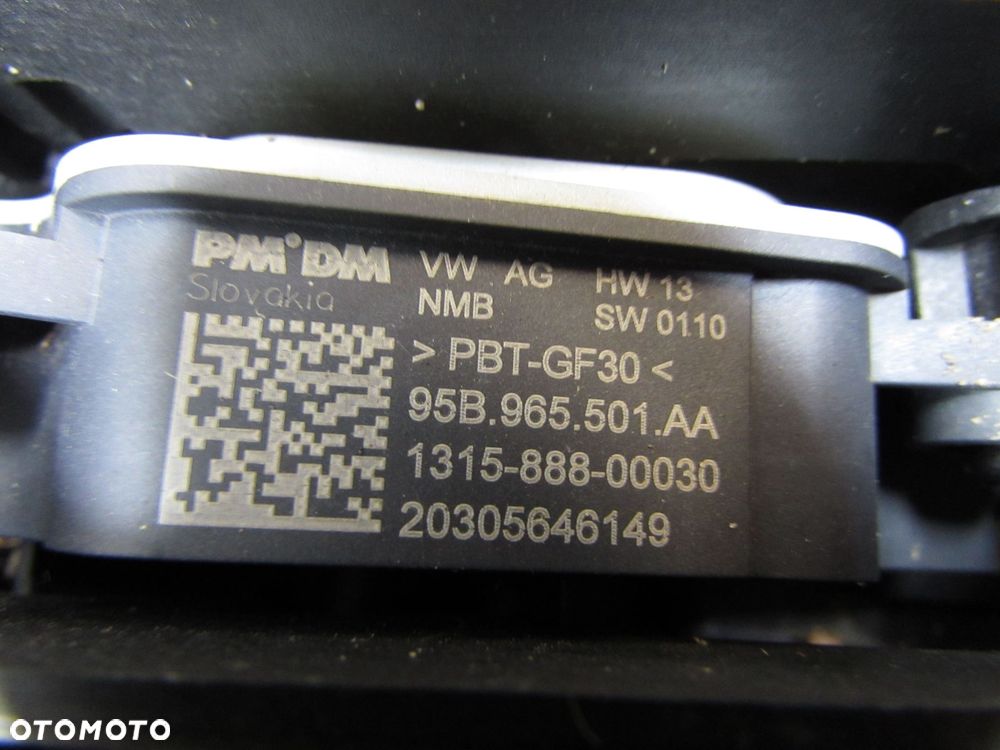 PM°DM VW AG HW 13
Slovakia NMB SW 0110
> PBT-GF30 <
95B.965.501.AA
1315-888-00030
20305646149
OTOMOTO